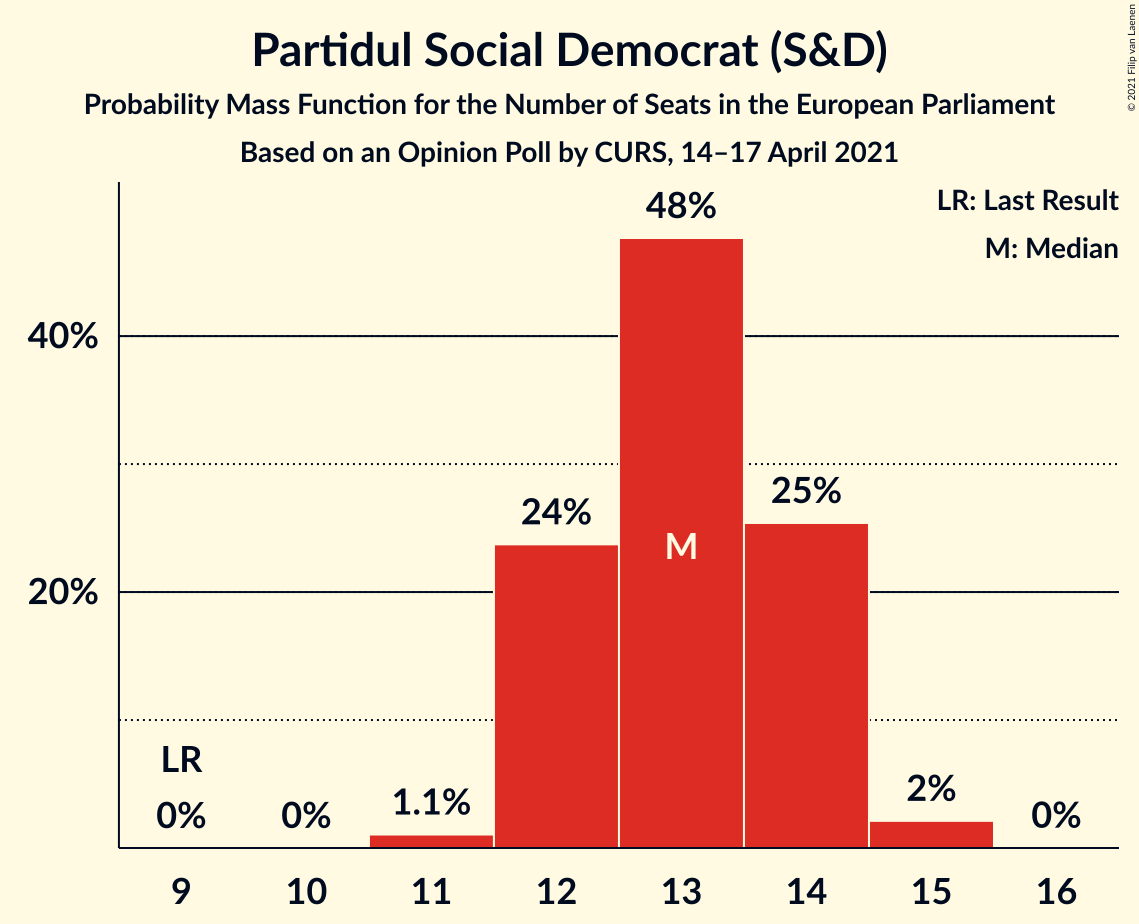 Partidul Social Democrat (S&D)
Probability Mass Function for the Number of Seats in the European Parliament
Based on an Opinion Poll by CURS, 14–17 April 2021
© 2021 Filip van Laenen
LR: Last Result
M: Median
48%
40%
25%
24%
M
20%
LR
1.1%
2%
0%
0%
0%
9 10 11 12 13 14 15 16